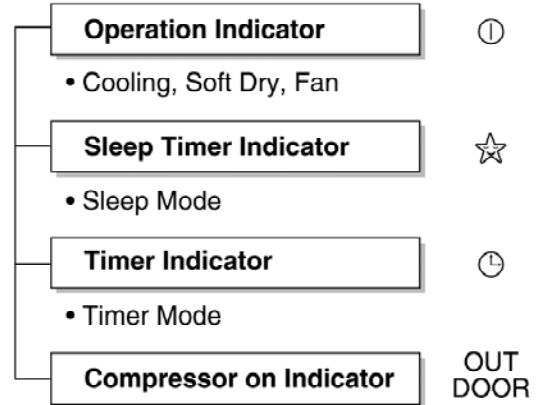 Operation Indicator
• Cooling, Soft Dry, Fan
Sleep Timer Indicator
• Sleep Mode
Timer Indicator
• Timer Mode
Compressor on Indicator
OUT
DOOR